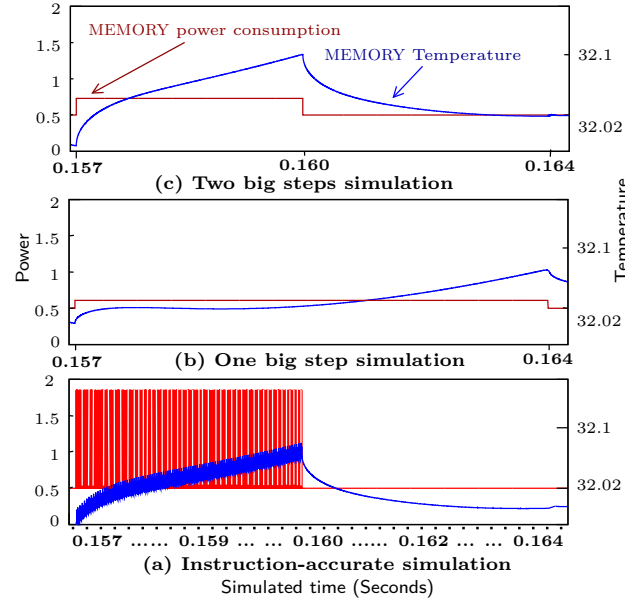 2
MEMORY power consumption
1.5
MEMORY Temperature
32.1
1
0.5
32.02
0
0.157 0.160 0.164
(c) Two big steps simulation
2
1.5
32.1
1
0.5
32.02
0
0.157 0.164
(b) One big step simulation
Power
Temperature
2
1.5
32.1
1
0.5
32.02
0
0.157 ...... 0.159 ... ... 0.160 ...... 0.162 ... ... 0.164
(a) Instruction-accurate simulation
Simulated time (Seconds)